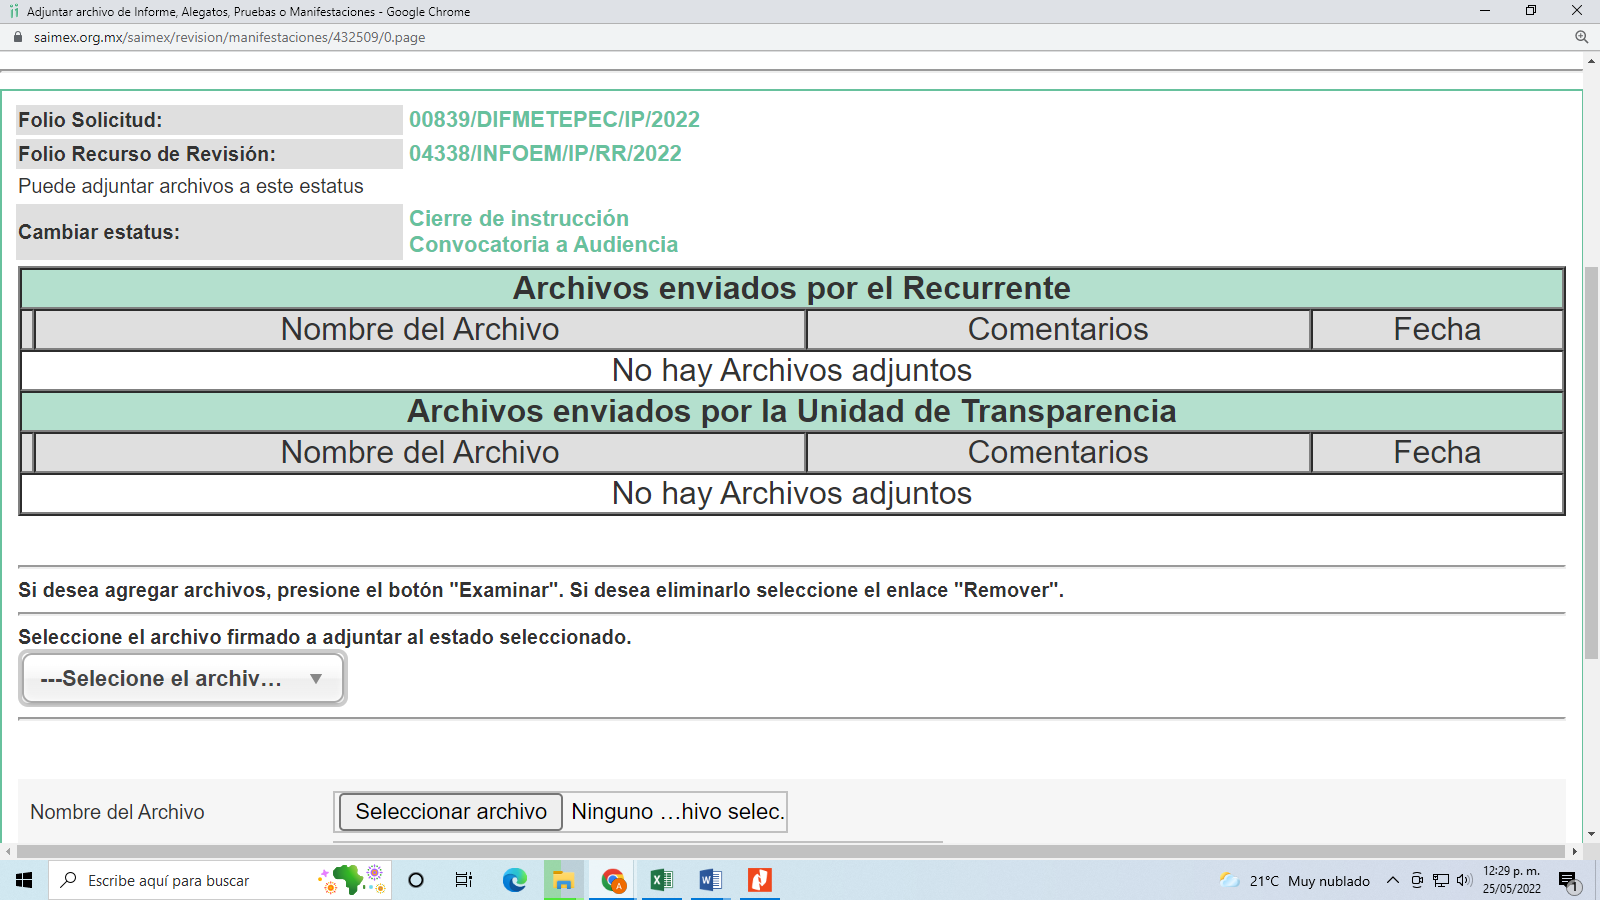 Adjuntar archivo de Informe, Alegatos, Pruebas o Manifestaciones - Google Chrome
saimex.org.mx/saimex/revision/manifestaciones/432509/0.page
Folio Solicitud: 00839/DIFMETEPEC/IP/2022
Folio Recurso de Revisión: 04338/INFOEM/IP/RR/2022
Puede adjuntar archivos a este estatus
Cambiar estatus: Cierre de instrucción
Convocatoria a Audiencia
Archivos enviados por el Recurrente
Nombre del Archivo Comentarios Fecha
No hay Archivos adjuntos
Archivos enviados por la Unidad de Transparencia
Nombre del Archivo Comentarios Fecha
No hay Archivos adjuntos
Si desea agregar archivos, presione el botón "Examinar". Si desea eliminarlo seleccione el enlace "Remover".
Seleccione el archivo firmado a adjuntar al estado seleccionado.
---Selecione el archiv...
Nombre del Archivo Seleccionar archivo Ninguno ...hivo selec.
Escribe aquí para buscar 21°C Muy nublado 12:29 p. m.
25/05/2022 1